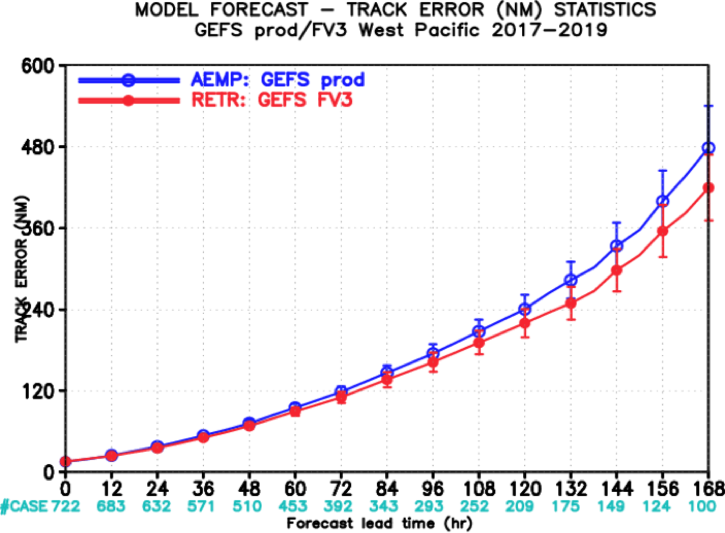 MODEL FORECAST – TRACK ERROR (NM) STATISTICS
GEFS prod/FV3 West Pacific 2017–2019
AEMP: GEFS prod
RETR: GEFS FV3
TRACK ERROR(NM)
600
480
360
240
120
0
0 12 24 36 48 60 72 84 96 108 120 132 144 156 168
#CASE 722 683 632 571 510 453 392 343 293 252 209 175 149 124 100
Forecast lead time (hr)